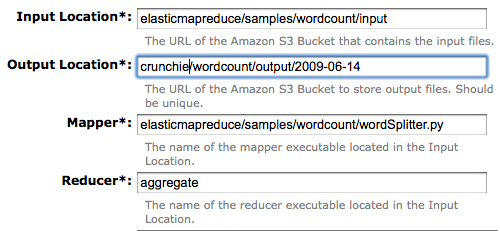 Input Location*: elasticmapreduce/samples/wordcount/input
The URL of the Amazon S3 Bucket that contains the input files.
Output Location*: crunchie/wordcount/output/2009-06-14
The URL of the Amazon S3 Bucket to store output files. Should
be unique.
Mapper*: elasticmapreduce/samples/wordcount/wordSplitter.py
The name of the mapper executable located in the Input
Location.
Reducer*: aggregate
The name of the reducer executable located in the Input
Location.